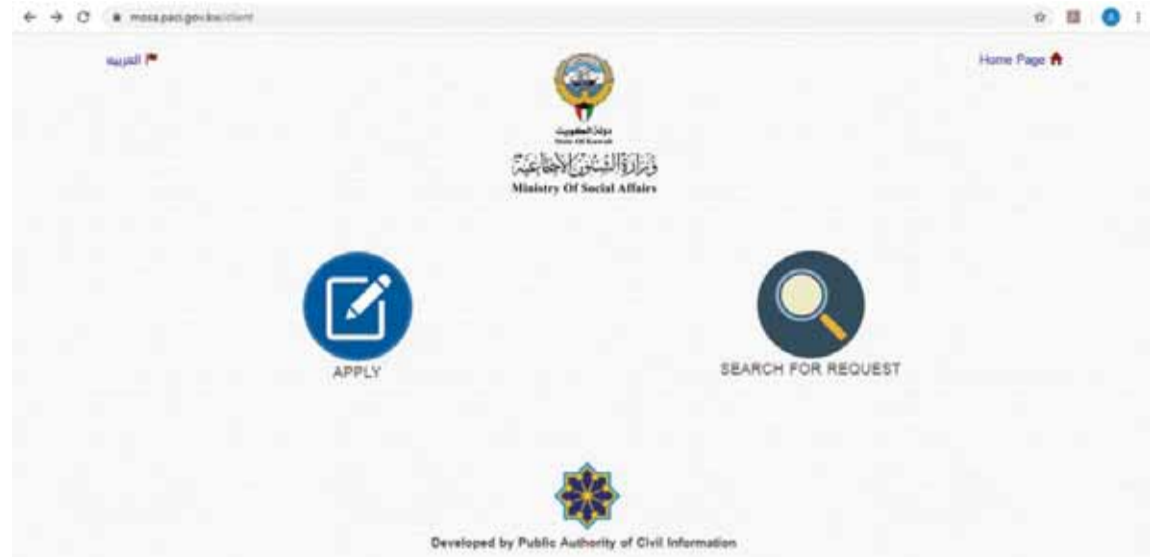 mosa.paci.gov.kw/client
العربية
Home Page
دولة الكويت
State Of Kuwait
وزارة الشئون الاجتماعية
Ministry Of Social Affairs
APPLY
SEARCH FOR REQUEST
Developed by Public Authority of Civil Information